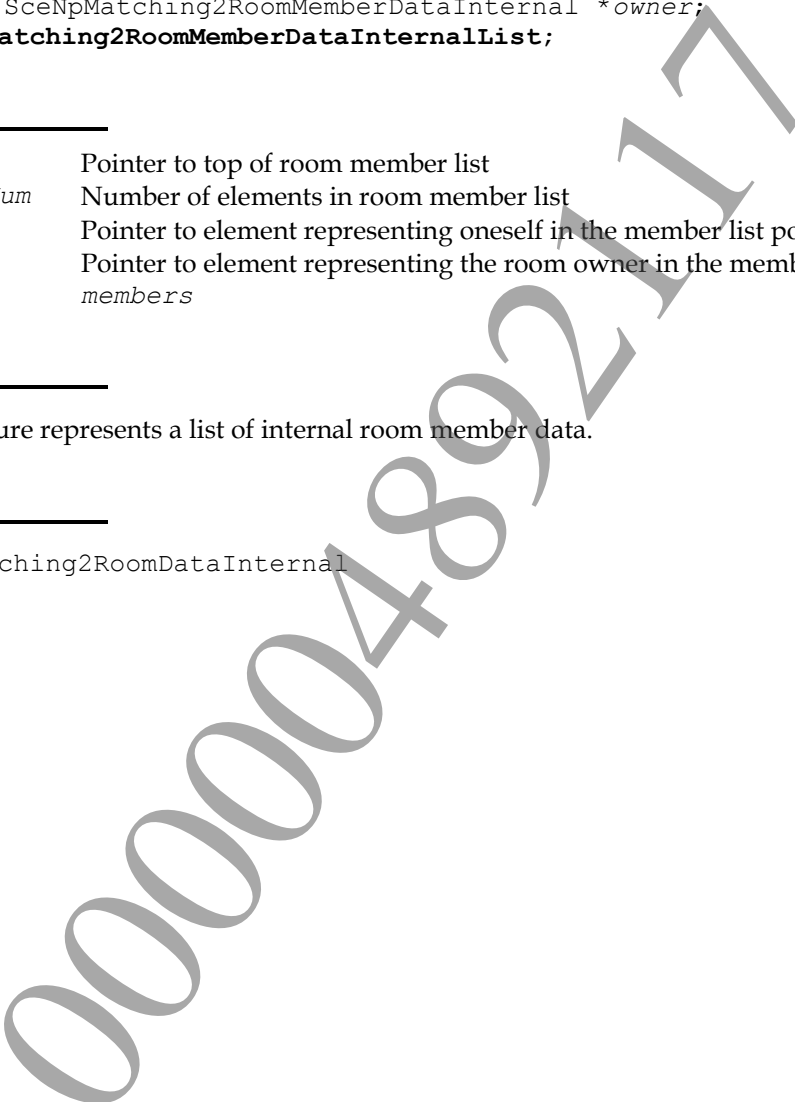 SceNpMatching2RoomMemberDataInternal *owner;
atching2RoomMemberDataInternalList;
Pointer to top of room member list
um Number of elements in room member list
Pointer to element representing oneself in the member list po
Pointer to element representing the room owner in the memb
members
ure represents a list of internal room member data.
ching2RoomDataInternal
000004892117